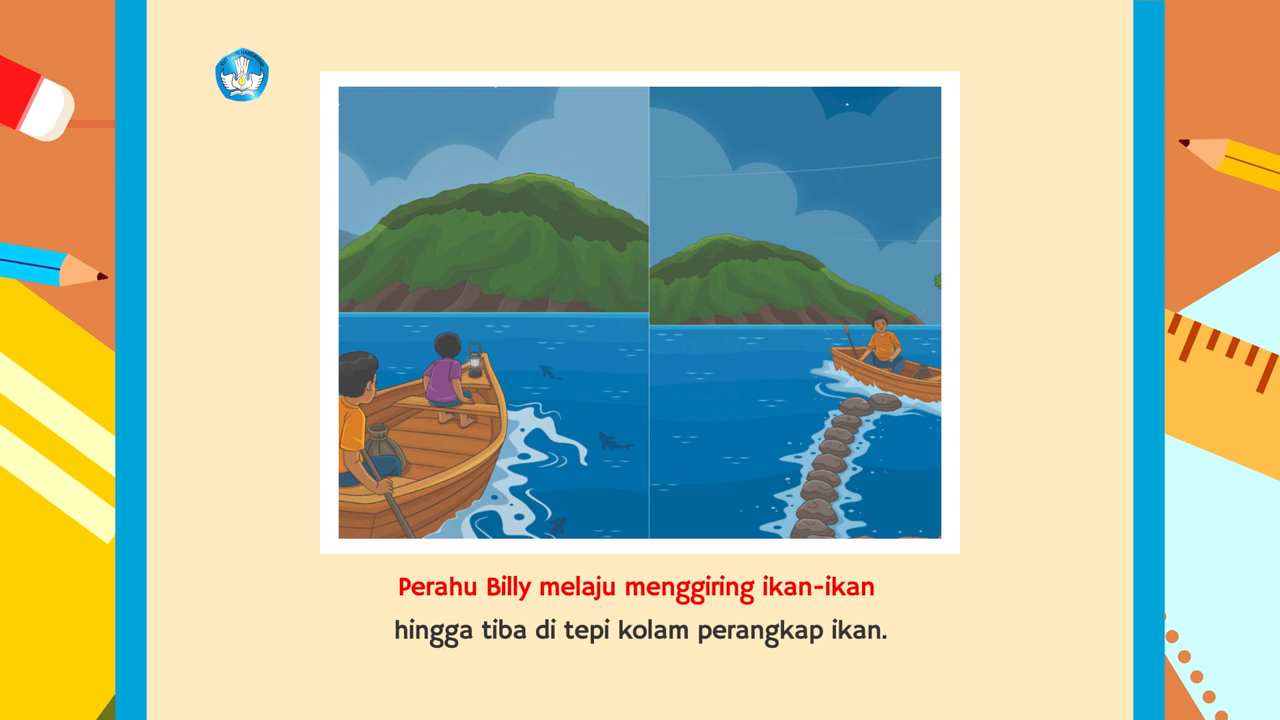 Perahu Billy melaju menggiring ikan-ikan
hingga tiba di tepi kolam perangkap ikan.